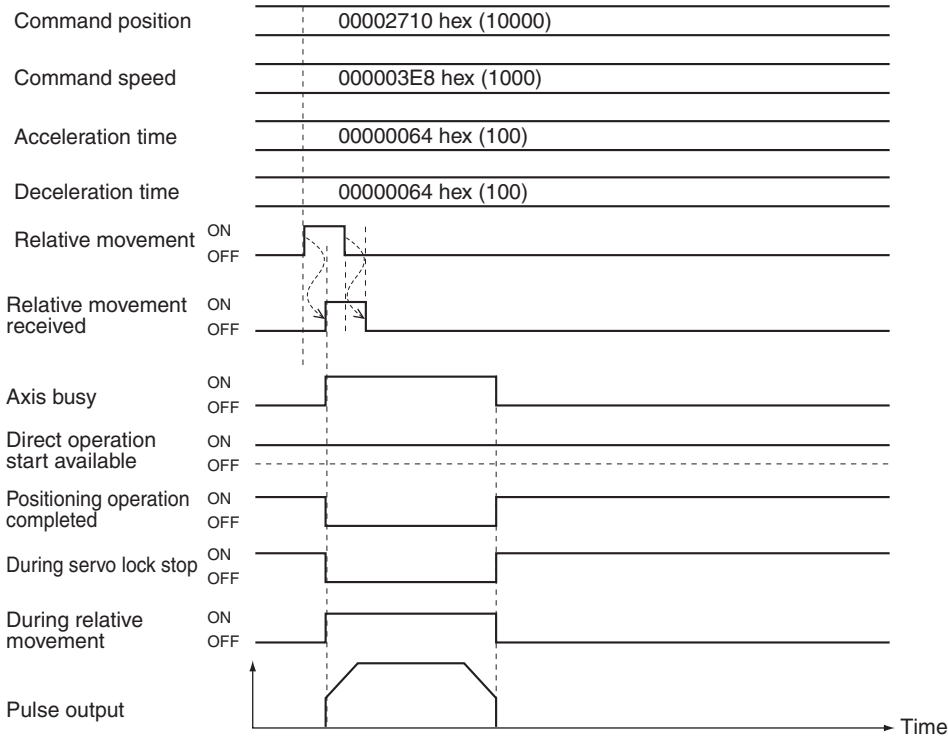 Command position 00002710 hex (10000)
Command speed 000003E8 hex (1000)
Acceleration time 00000064 hex (100)
Deceleration time 00000064 hex (100)
Relative movement ON
OFF
Relative movement received ON
OFF
Axis busy ON
OFF
Direct operation start available ON
OFF
Positioning operation completed ON
OFF
During servo lock stop ON
OFF
During relative movement ON
OFF
Pulse output
Time